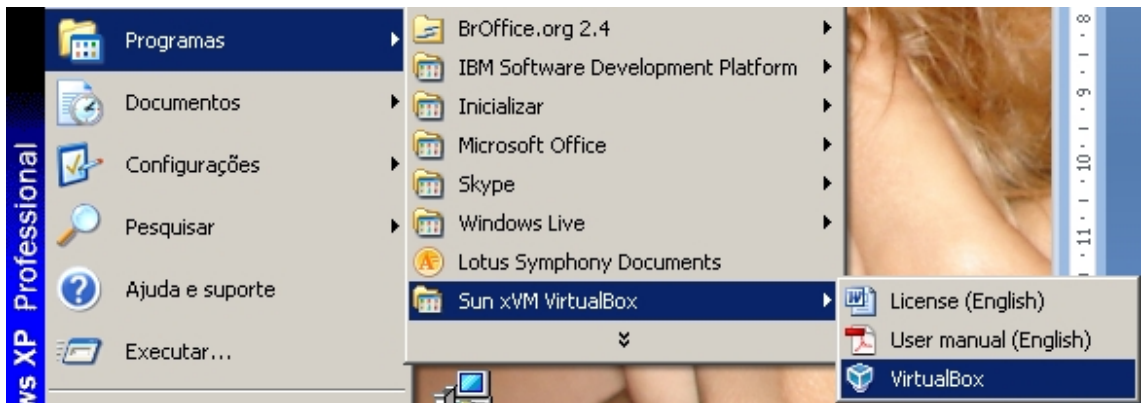 Programas
Documentos
Configurações
Pesquisar
Ajuda e suporte
Executar...
ws XP Professional
BrOffice.org 2.4
IBM Software Development Platform
Inicializar
Microsoft Office
Skype
Windows Live
Lotus Symphony Documents
Sun xVM VirtualBox
License (English)
User manual (English)
VirtualBox
8
9
10
11